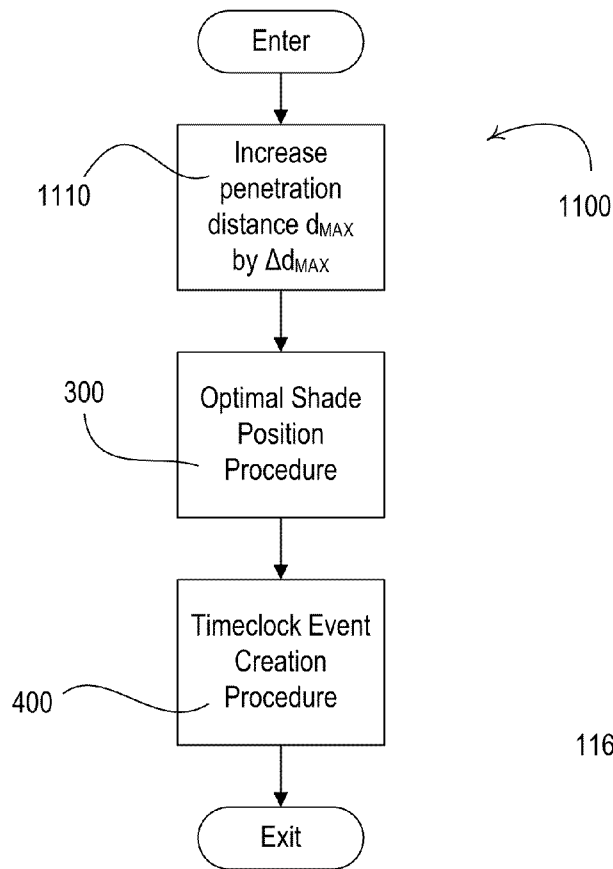 Enter
Increase
penetration
distance dMAX
by ΔdMAX
1110
1100
300
Optimal Shade
Position
Procedure
Timeclock Event
Creation
Procedure
400
116
Exit